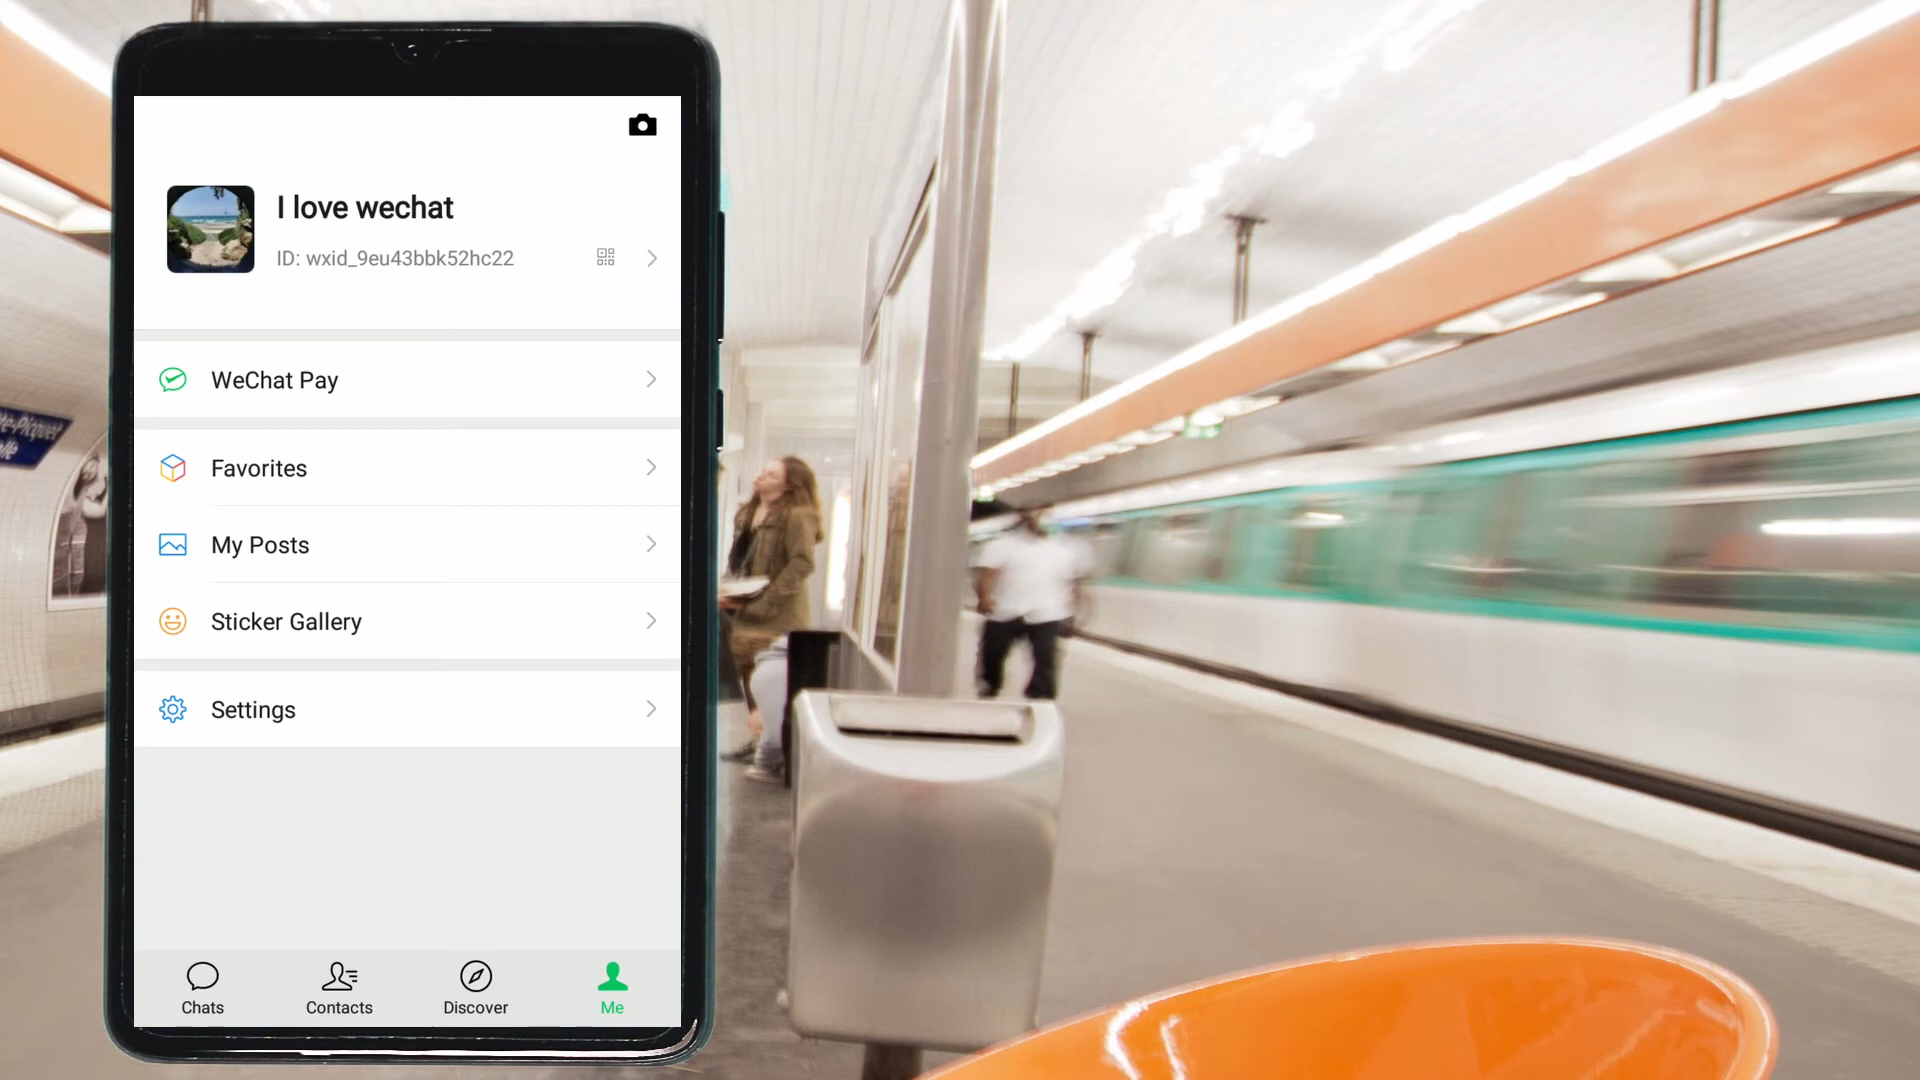 I love wechat
ID: wxid_9eu43bbk52hc22
WeChat Pay
Favorites
My Posts
Sticker Gallery
Settings
Chats
Contacts
Discover
Me